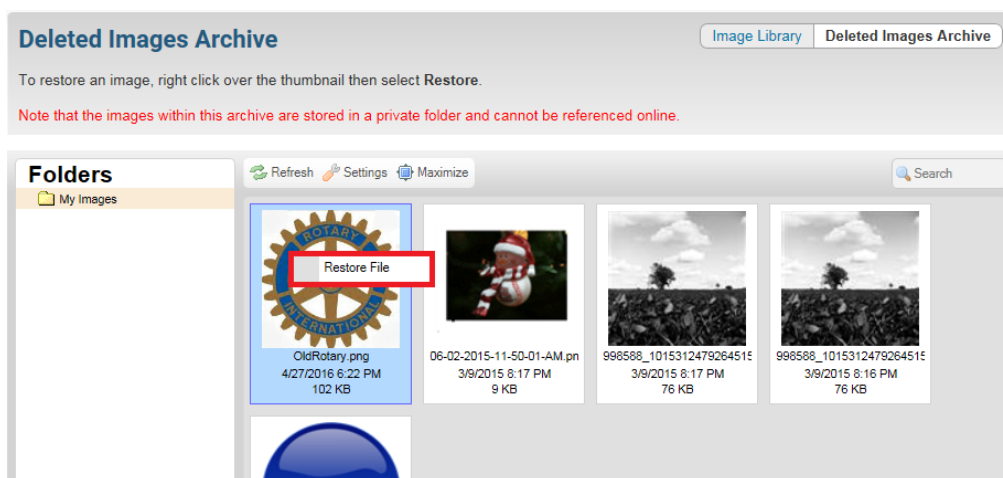 Deleted Images Archive
Image Library
Deleted Images Archive
To restore an image, right click over the thumbnail then select Restore.
Note that the images within this archive are stored in a private folder and cannot be referenced online.
Folders
My Images
Refresh
Settings
Maximize
Search
ROTARY
INTERNATIONAL
Restore File
OldRotary.png
4/27/2016 6:22 PM
102 KB
06-02-2015-11-50-01-AM.pn
3/9/2015 8:17 PM
9 KB
998588_1015312479264515
3/9/2015 8:17 PM
76 KB
998588_1015312479264515
3/9/2015 8:16 PM
76 KB